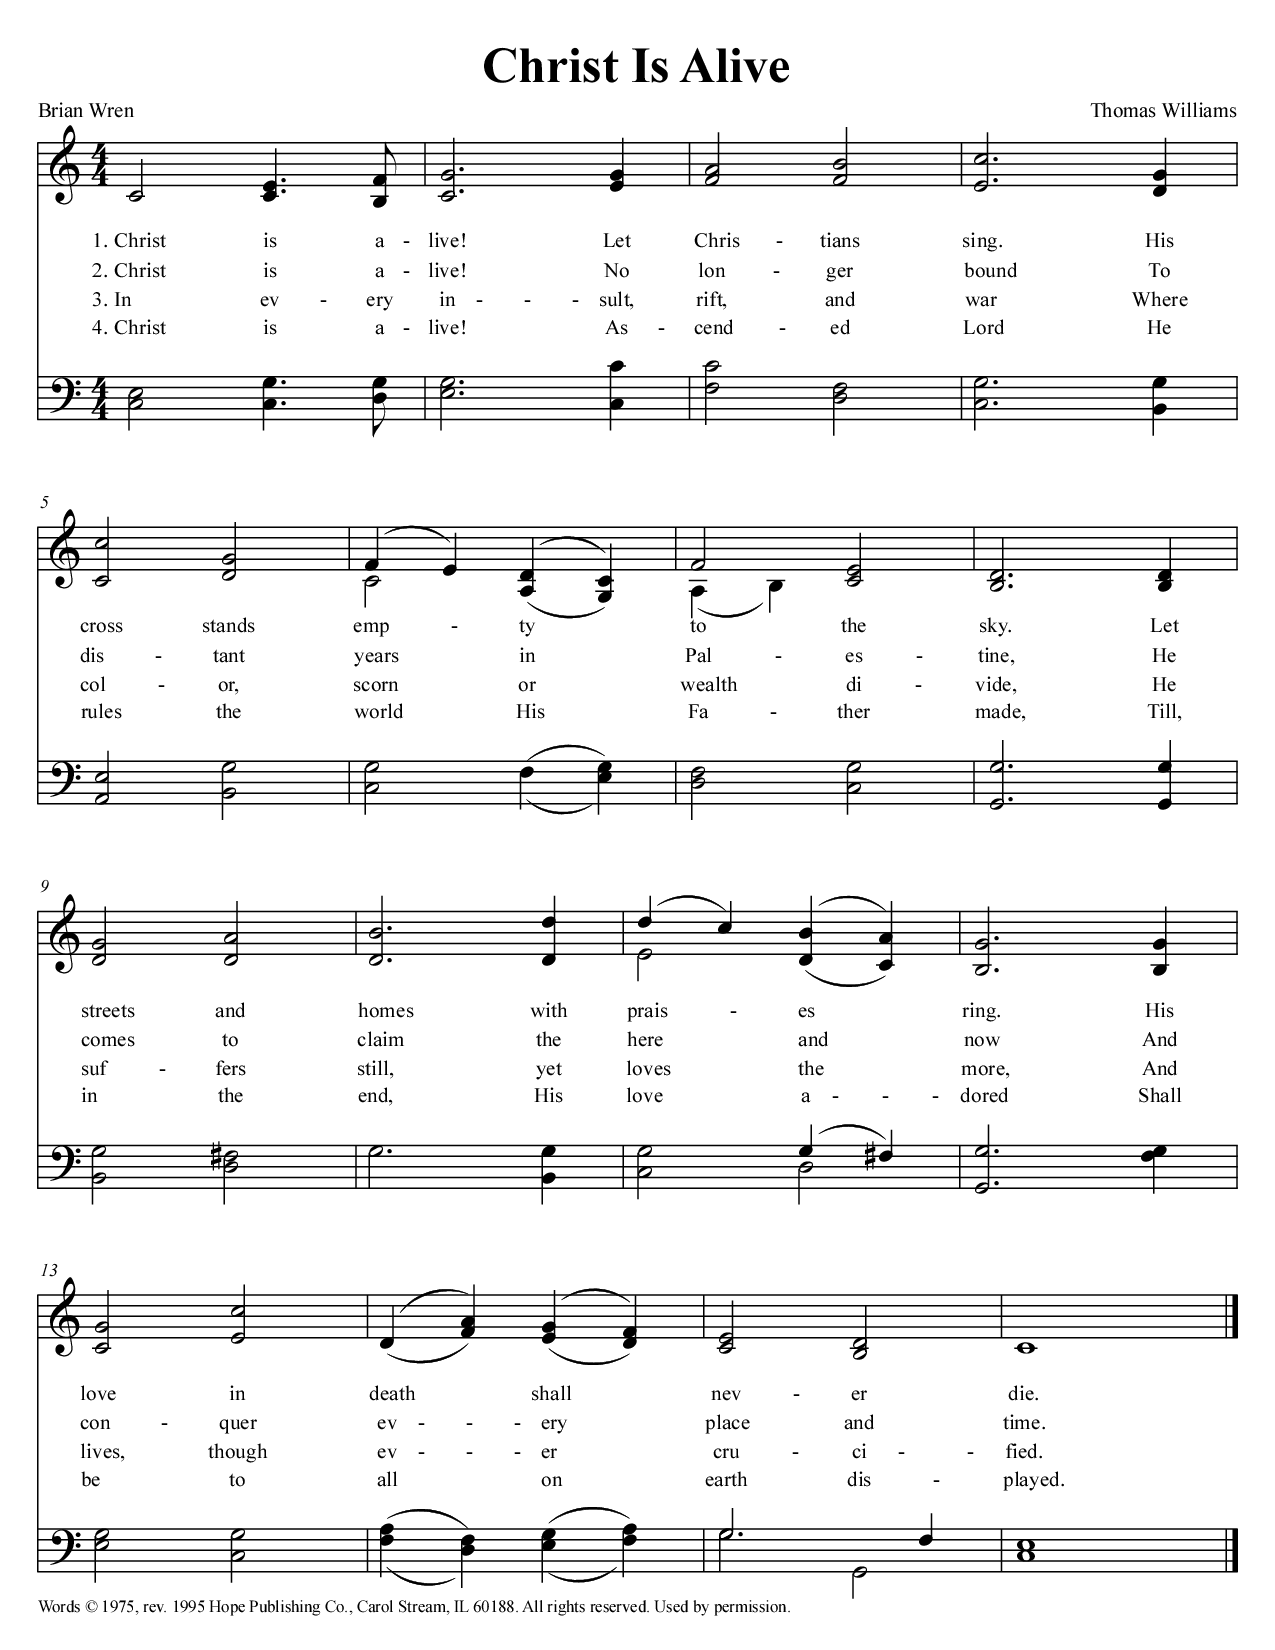 Christ Is Alive
Brian Wren Thomas Williams
4 4
1. Christ is a - live! Let Chris - tians sing. His
2. Christ is a - live! No lon - ger bound To
3. In ev - ery in - - - sult, rift, and war Where
4. Christ is a - live! As - cend - ed Lord He
4 4
5
cross stands emp - ty to the sky. Let
dis - tant years in Pal - es - tine, He
col - or, scorn or wealth di - vide, He
rules the world His Fa - ther made, Till,
9
streets and homes with prais - es ring. His
comes to claim the here and now And
suf - fers still, yet loves the more, And
in the end, His love a - - - dored Shall
13
love in death shall nev - er die.
con - quer ev - - - ery place and time.
lives, though ev - - - er cru - ci - fied.
be to all on earth dis - played.
Words © 1975, rev. 1995 Hope Publishing Co., Carol Stream, IL 60188. All rights reserved. Used by permission.